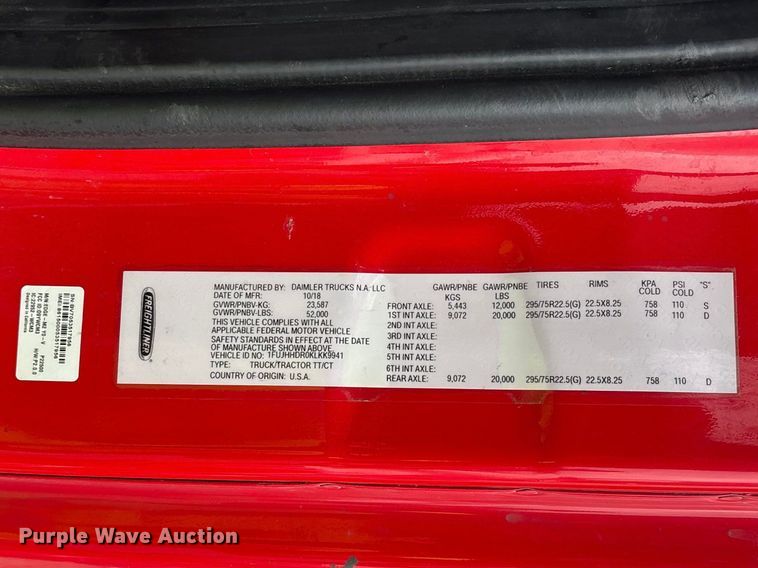 FREIGHTLINER
MANUFACTURED BY: DAIMLER TRUCKS N.A. LLC
DATE OF MFR: 10/18
GVWR/PNBV-KG: 23,587
GVWR/PNBV-LBS: 52,000
THIS VEHICLE COMPLIES WITH ALL
APPLICABLE FEDERAL MOTOR VEHICLE
SAFETY STANDARDS IN EFFECT AT THE DATE
OF MANUFACTURE SHOWN ABOVE.
VEHICLE ID NO.: 1FUJHHDR0KLKK9941
TYPE: TRUCK/TRACTOR TT/CT
COUNTRY OF ORIGIN: U.S.A.
GAWR/PNBE KGS GAWR/PNBE LBS TIRES RIMS KPA COLD PSI COLD "S"
FRONT AXLE: 5,443 12,000 295/75R22.5(G) 22.5X8.25 758 110 S
1ST INT AXLE: 9,072 20,000 295/75R22.5(G) 22.5X8.25 758 110 D
2ND INT AXLE:
3RD INT AXLE:
4TH INT AXLE:
5TH INT AXLE:
6TH INT AXLE:
REAR AXLE: 9,072 20,000 295/75R22.5(G) 22.5X8.25 758 110 D
H/W:P2.0.0
Purple Wave Auction